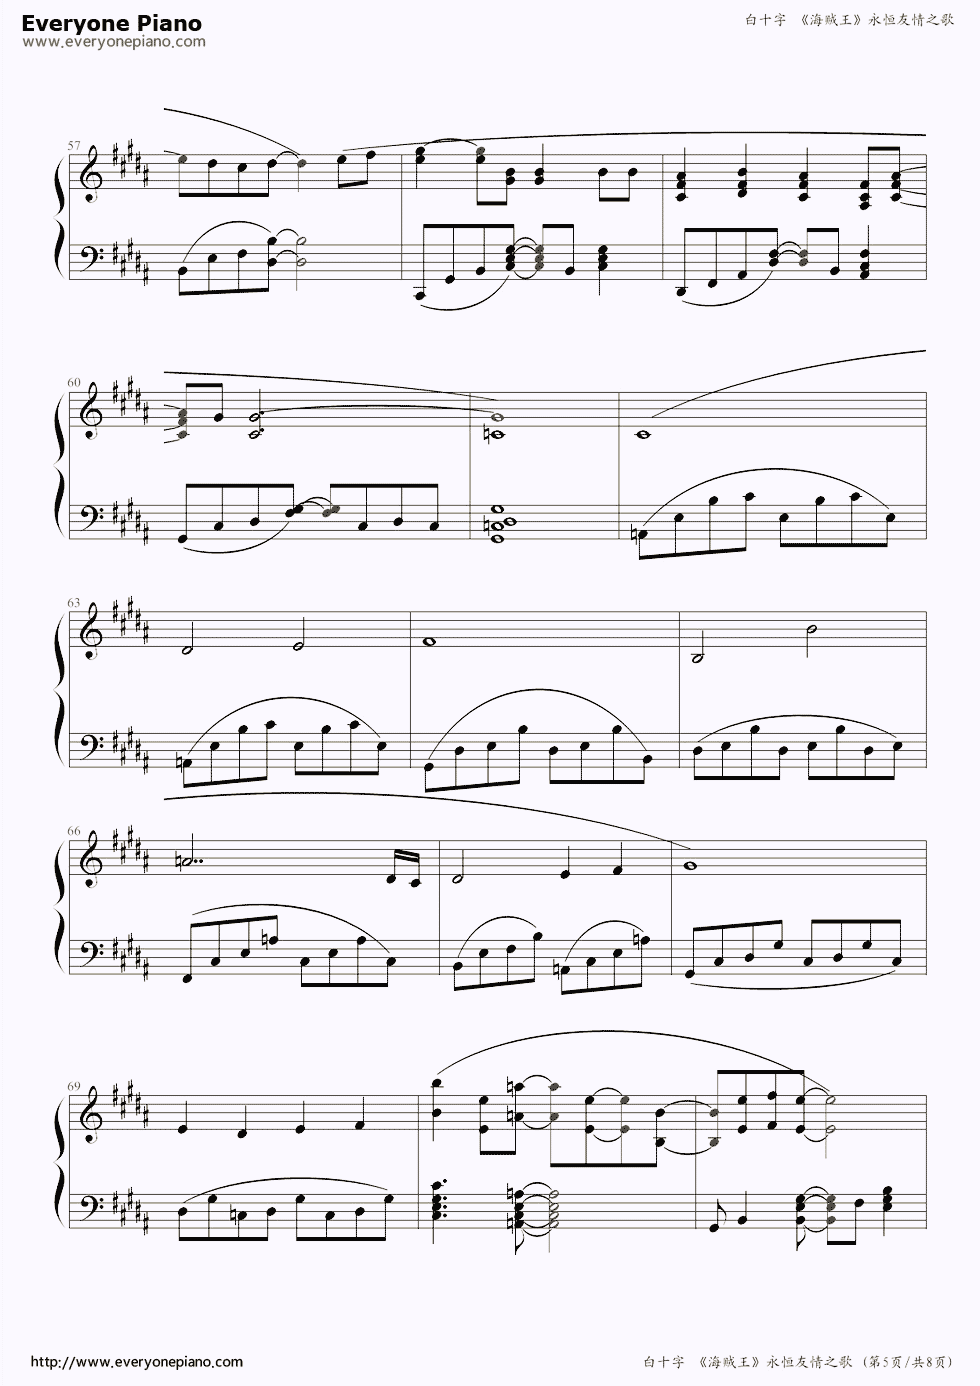 Everyone Piano
www.everyonepiano.com
白十字 《海贼王》永恒友情之歌
57
60
63
66
69
http://www.everyonepiano.com
白十字 《海贼王》永恒友情之歌 (第5页/共8页)